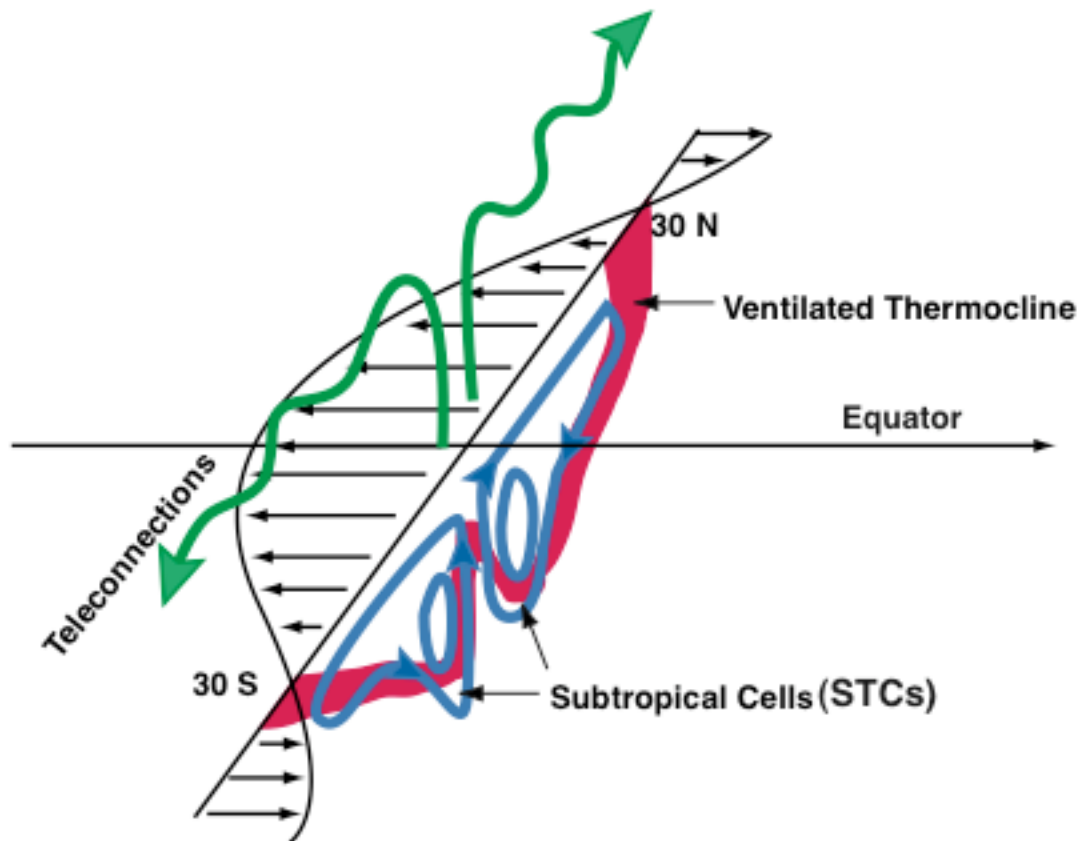 30 N
Ventilated Thermocline
Equator
Teleconnections
30 S
Subtropical Cells (STCs)